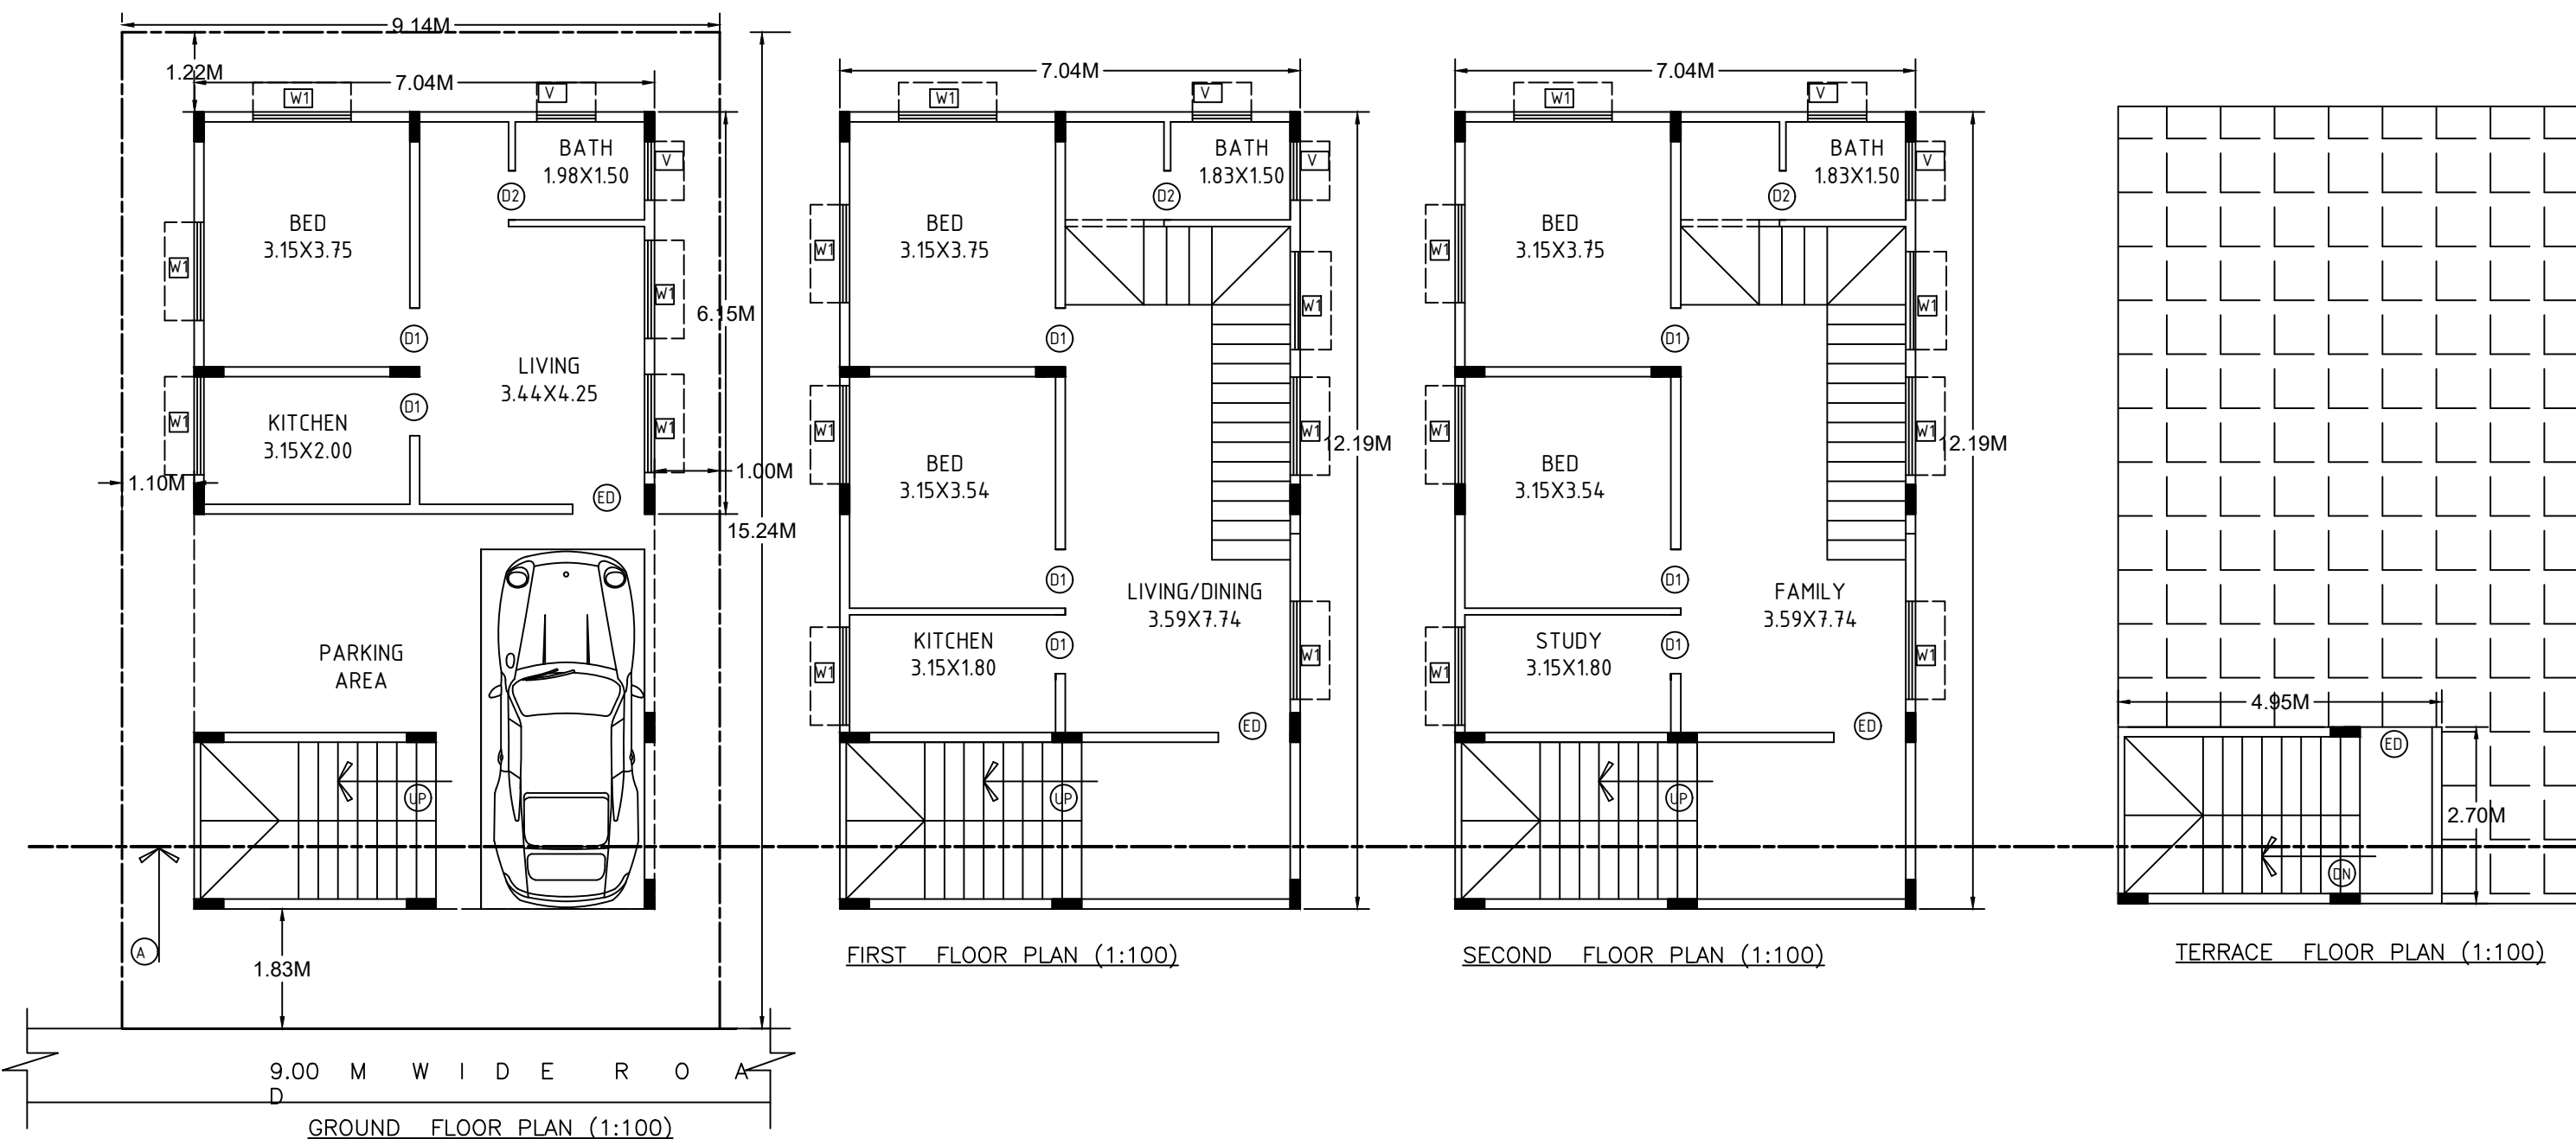 9.14M
1.22M
7.04M
W1
V
BATH
1.98X1.50
V
D2
BED
3.15X3.75
W1
W1
6.15M
D1
LIVING
3.44X4.25
D1
KITCHEN
3.15X2.00
W1
W1
1.10M
1.00M
ED
15.24M
PARKING
AREA
UP
A
1.83M
9.00 M W I D E R O A
D
GROUND FLOOR PLAN (1:100)
7.04M
W1
V
BATH
1.83X1.50
V
D2
BED
3.15X3.75
W1
W1
D1
W1
W1
12.19M
BED
3.15X3.54
D1
LIVING/DINING
3.59X7.74
KITCHEN
3.15X1.80
D1
W1
W1
ED
UP
FIRST FLOOR PLAN (1:100)
7.04M
W1
V
BATH
1.83X1.50
V
D2
BED
3.15X3.75
W1
W1
D1
W1
W1
12.19M
BED
3.15X3.54
D1
FAMILY
3.59X7.74
STUDY
3.15X1.80
D1
W1
W1
ED
UP
SECOND FLOOR PLAN (1:100)
4.95M
ED
2.70M
DN
TERRACE FLOOR PLAN (1:100)